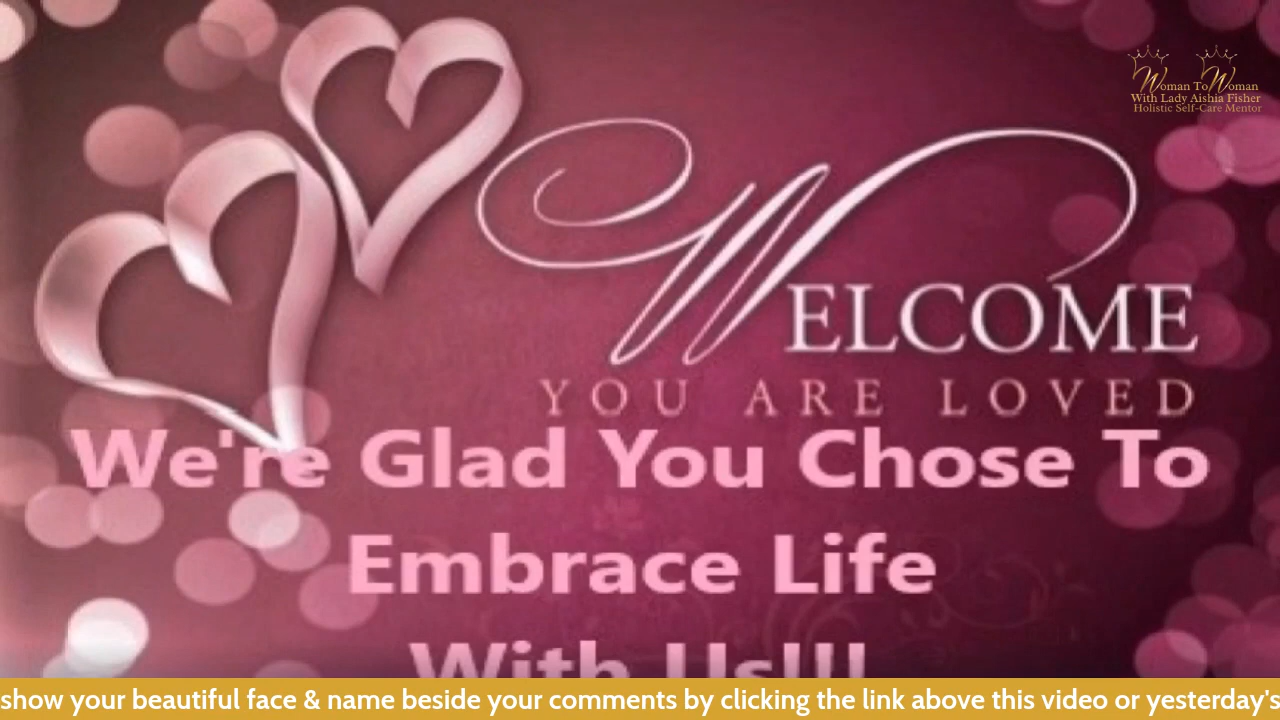 Woman To Woman
With Lady Aishia Fisher
Holistic Self-Care Mentor
WELCOME
YOU ARE LOVED
We're Glad You Chose To
Embrace Life
With Us!!!
show your beautiful face & name beside your comments by clicking the link above this video or yesterday's